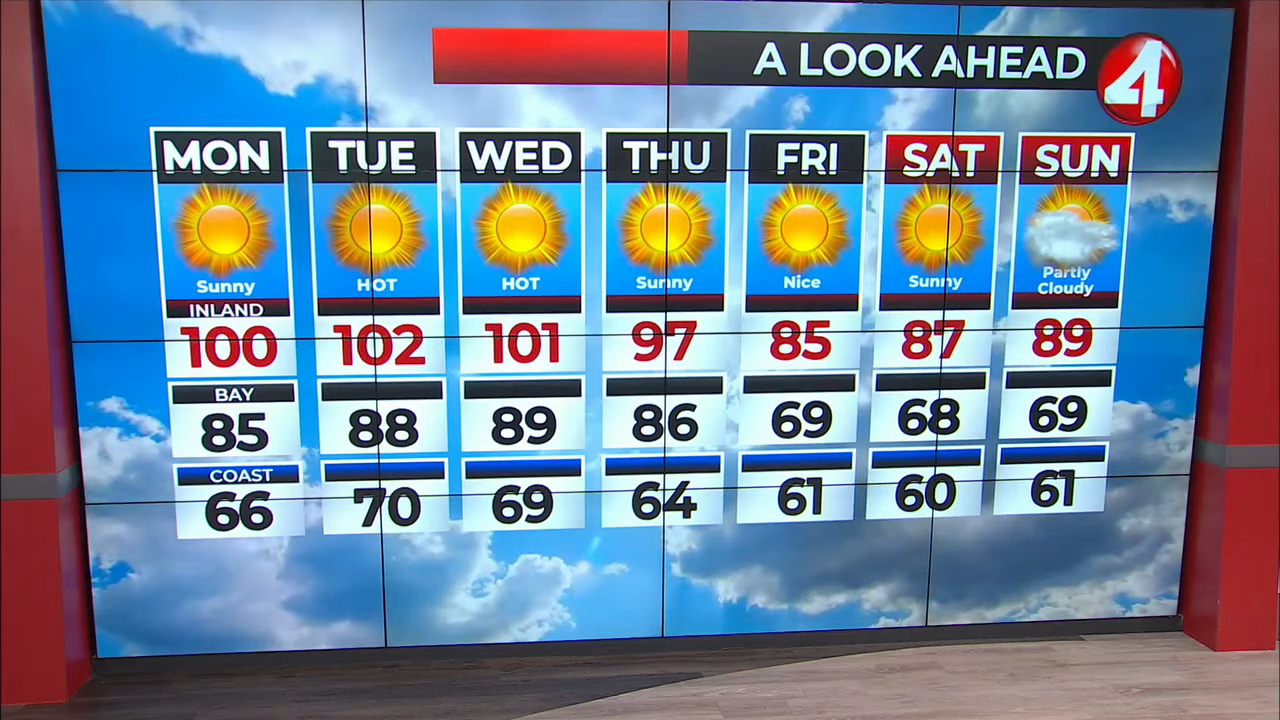 A LOOK AHEAD 4
MON TUE WED THU FRI SAT SUN
Sunny HOT HOT Sunny Nice Sunny Partly Cloudy
INLAND
100 102 101 97 85 87 89
BAY
85 88 89 86 69 68 69
COAST
66 70 69 64 61 60 61